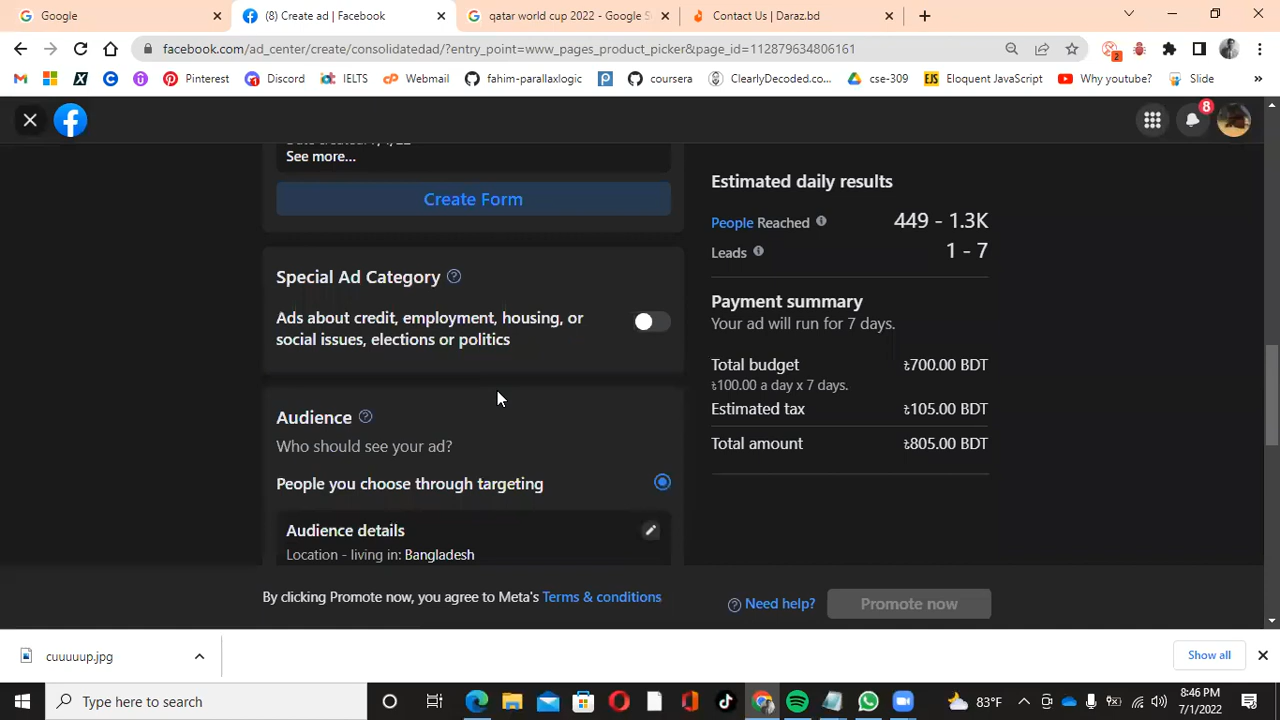 Google
(8) Create ad | Facebook
qatar world cup 2022 - Google S
Contact Us | Daraz.bd
facebook.com/ad_center/create/consolidatedad/?entry_point=www_pages_product_picker&page_id=112879654806161
2
Pinterest
Discord
IELTS
Webmail
fahim-parallaxlogic
coursera
ClearlyDecoded.co...
cse-309
EJS
Eloquent JavaScript
Why youtube?
Slide
8
See more...
Create Form
Special Ad Category
Ads about credit, employment, housing, or
social issues, elections or politics
Audience
Who should see your ad?
People you choose through targeting
Audience details
Location - living in: Bangladesh
Estimated daily results
People Reached
449 - 1.3K
Leads
1 - 7
Payment summary
Your ad will run for 7 days.
Total budget
৳700.00 BDT
৳100.00 a day x 7 days.
Estimated tax
৳105.00 BDT
Total amount
৳805.00 BDT
By clicking Promote now, you agree to Meta's Terms & conditions
Need help?
Promote now
cuuuuup.jpg
Show all
Type here to search
83°F
8:46 PM
7/1/2022